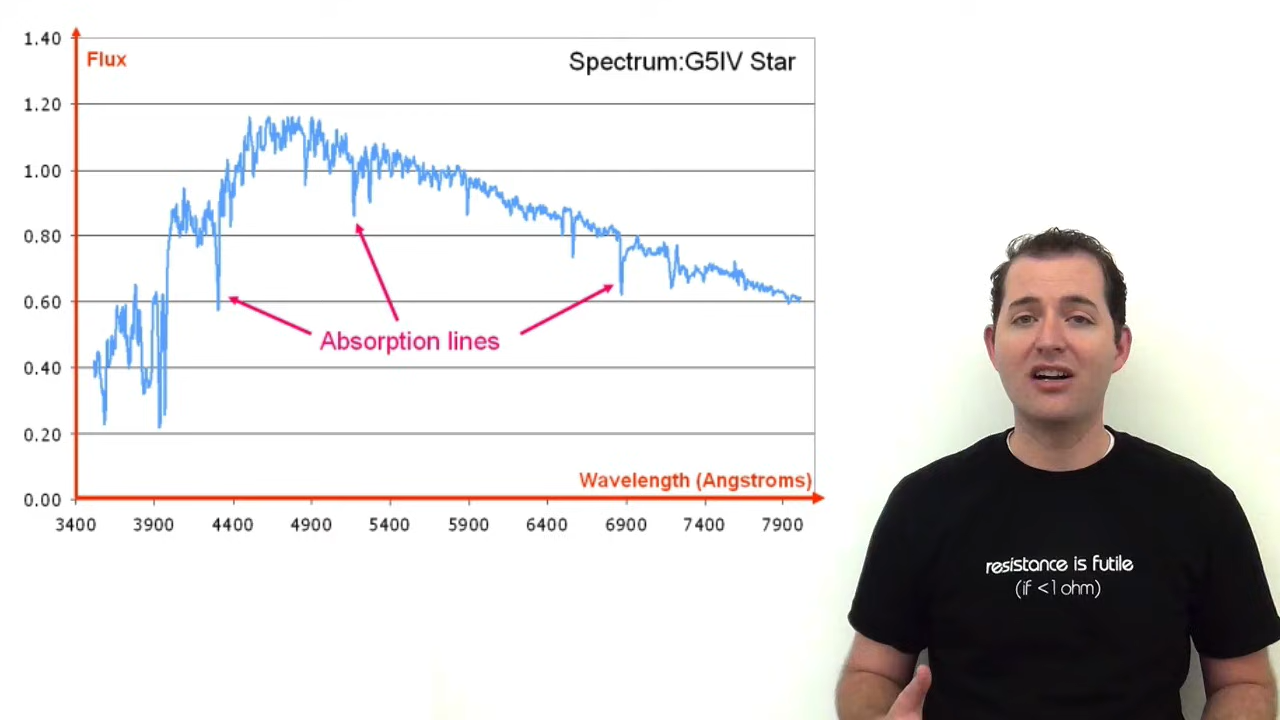 Spectrum:G5IV Star
Flux
1.40
1.20
1.00
0.80
0.60
0.40
0.20
0.00
Absorption lines
Wavelength (Angstroms)
3400 3900 4400 4900 5400 5900 6400 6900 7400 7900
resistance is futile
(if <1 ohm)